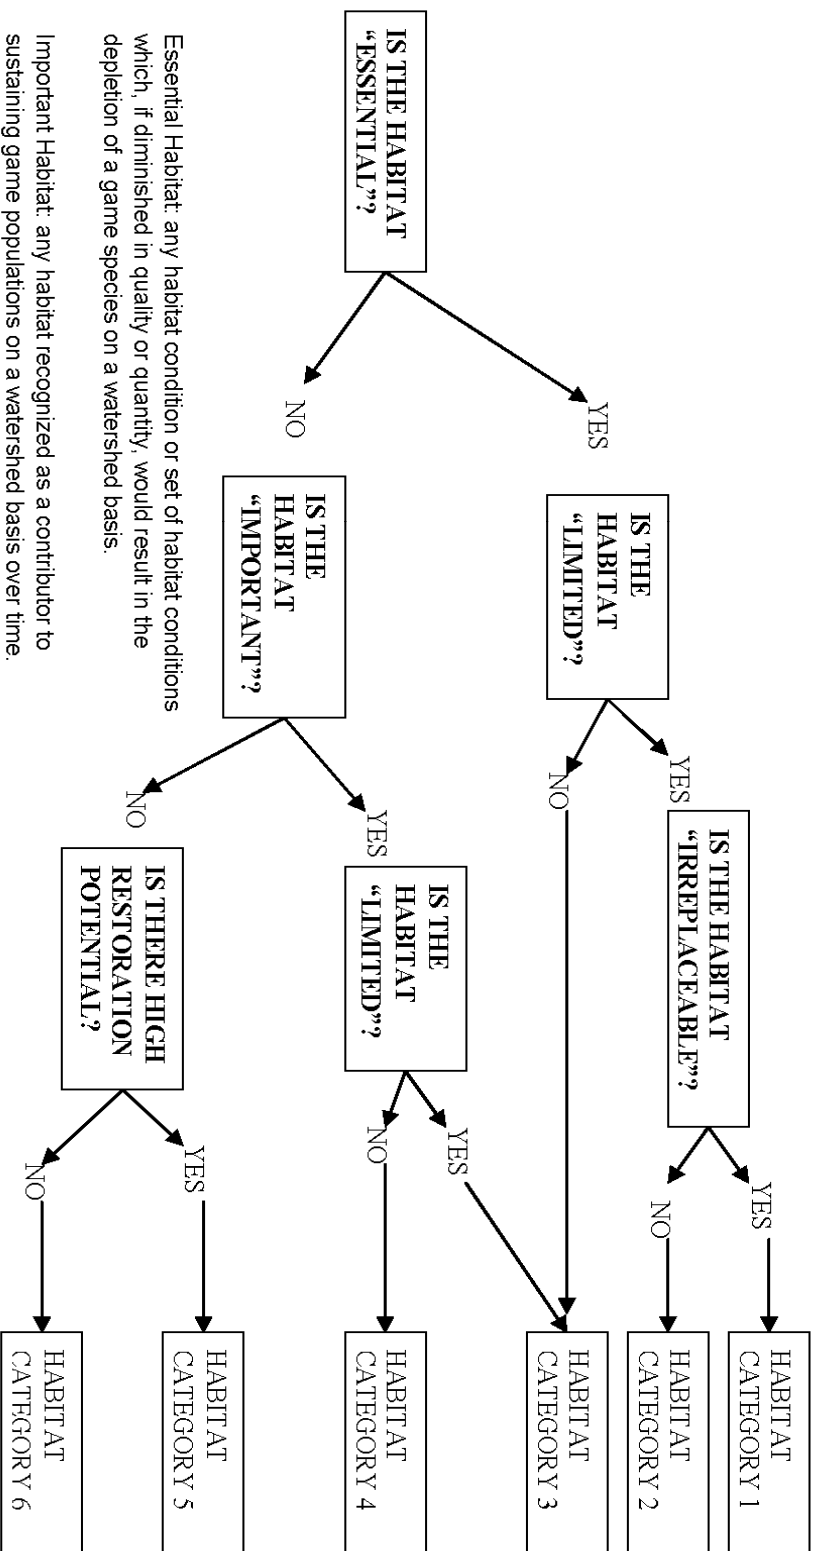 IS THE HABITAT
“ESSENTIAL”?
YES
NO
IS THE
HABITAT
“LIMITED”?
YES
NO
IS THE HABITAT
“IRREPLACEABLE”?
YES
NO
HABITAT
CATEGORY 1
HABITAT
CATEGORY 2
HABITAT
CATEGORY 3
IS THE
HABITAT
“IMPORTANT”?
YES
NO
IS THE
HABITAT
“LIMITED”?
YES
NO
HABITAT
CATEGORY 4
IS THERE HIGH
RESTORATION
POTENTIAL?
YES
NO
HABITAT
CATEGORY 5
HABITAT
CATEGORY 6
Essential Habitat: any habitat condition or set of habitat conditions
which, if diminished in quality or quantity, would result in the
depletion of a game species on a watershed basis.
Important Habitat: any habitat recognized as a contributor to
sustaining game populations on a watershed basis over time.